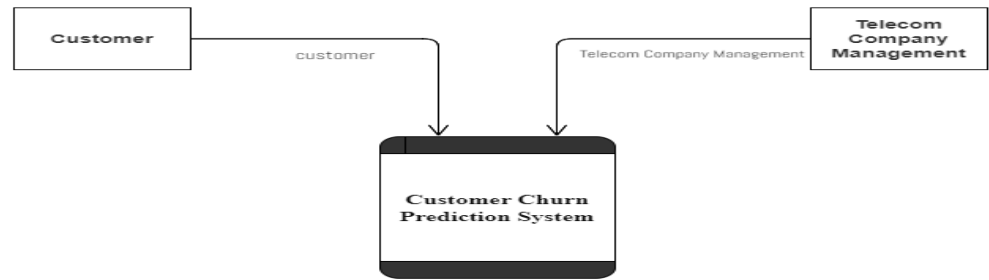 Customer
customer
Telecom Company Management
Telecom
Company
Management
Customer Churn
Prediction System